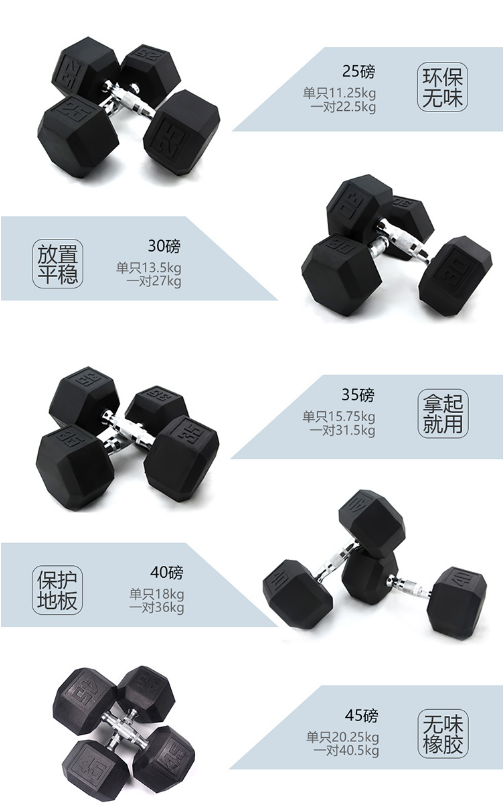 25磅
单只11.25kg
一对22.5kg
环保
无味
放置
平稳
30磅
单只13.5kg
一对27kg
35磅
单只15.75kg
一对31.5kg
拿起
就用
保护
地板
40磅
单只18kg
一对36kg
45磅
单只20.25kg
一对40.5kg
无味
橡胶